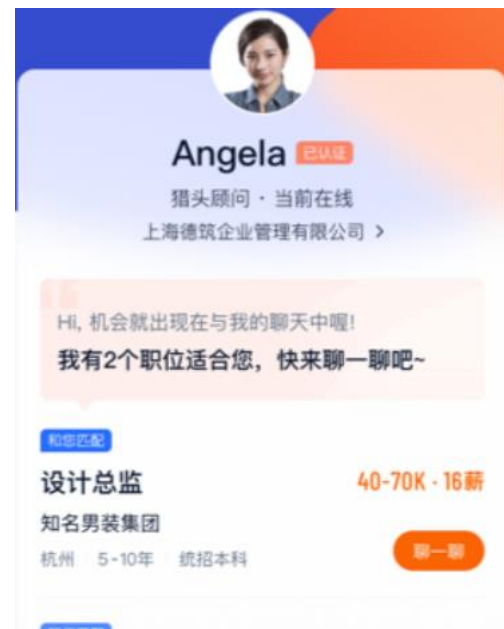 Angela 已认证
猎头顾问 · 当前在线
上海德筑企业管理有限公司 >
Hi, 机会就出现在与我的聊天中喔!
我有2个职位适合您，快来聊一聊吧~
和您匹配
设计总监 40-70K · 16薪
知名男装集团
杭州 5-10年 统招本科 聊一聊